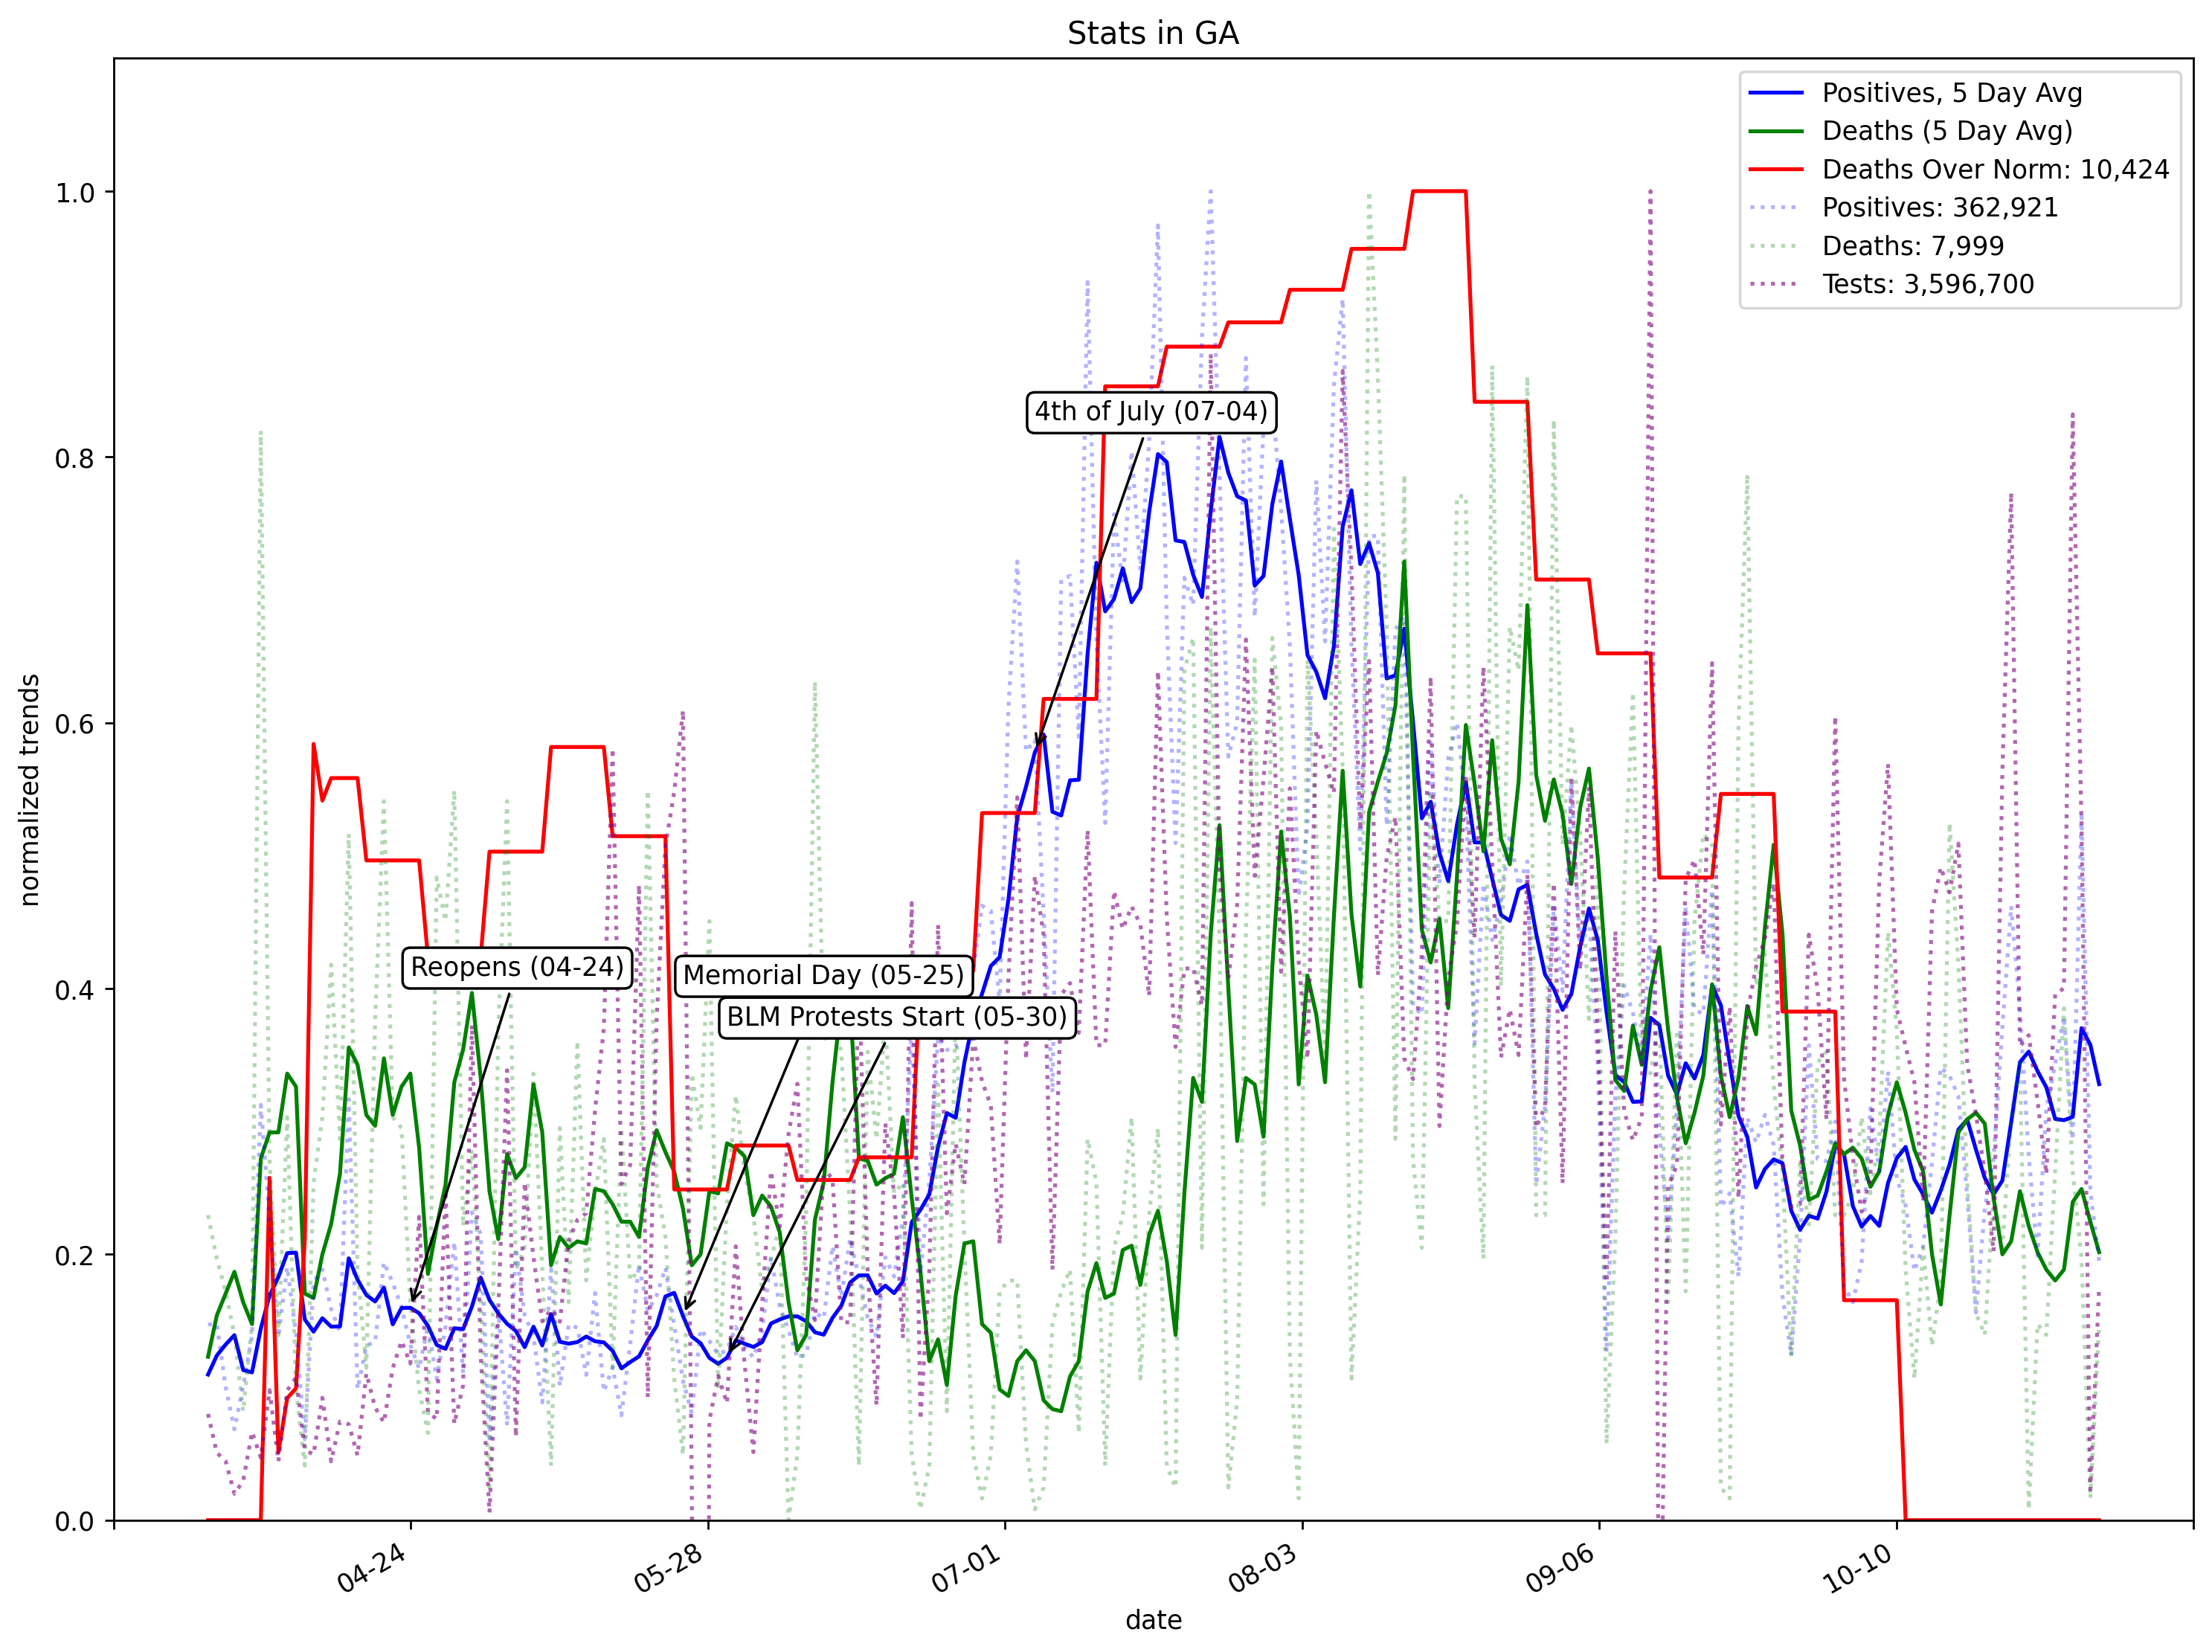 Stats in GA
Positives, 5 Day Avg
Deaths (5 Day Avg)
Deaths Over Norm: 10,424
Positives: 362,921
Deaths: 7,999
Tests: 3,596,700
1.0
0.8
0.6
0.4
0.2
0.0
normalized trends
4th of July (07-04)
Reopens (04-24)
Memorial Day (05-25)
BLM Protests Start (05-30)
04-24
05-28
07-01
08-03
09-06
10-10
date